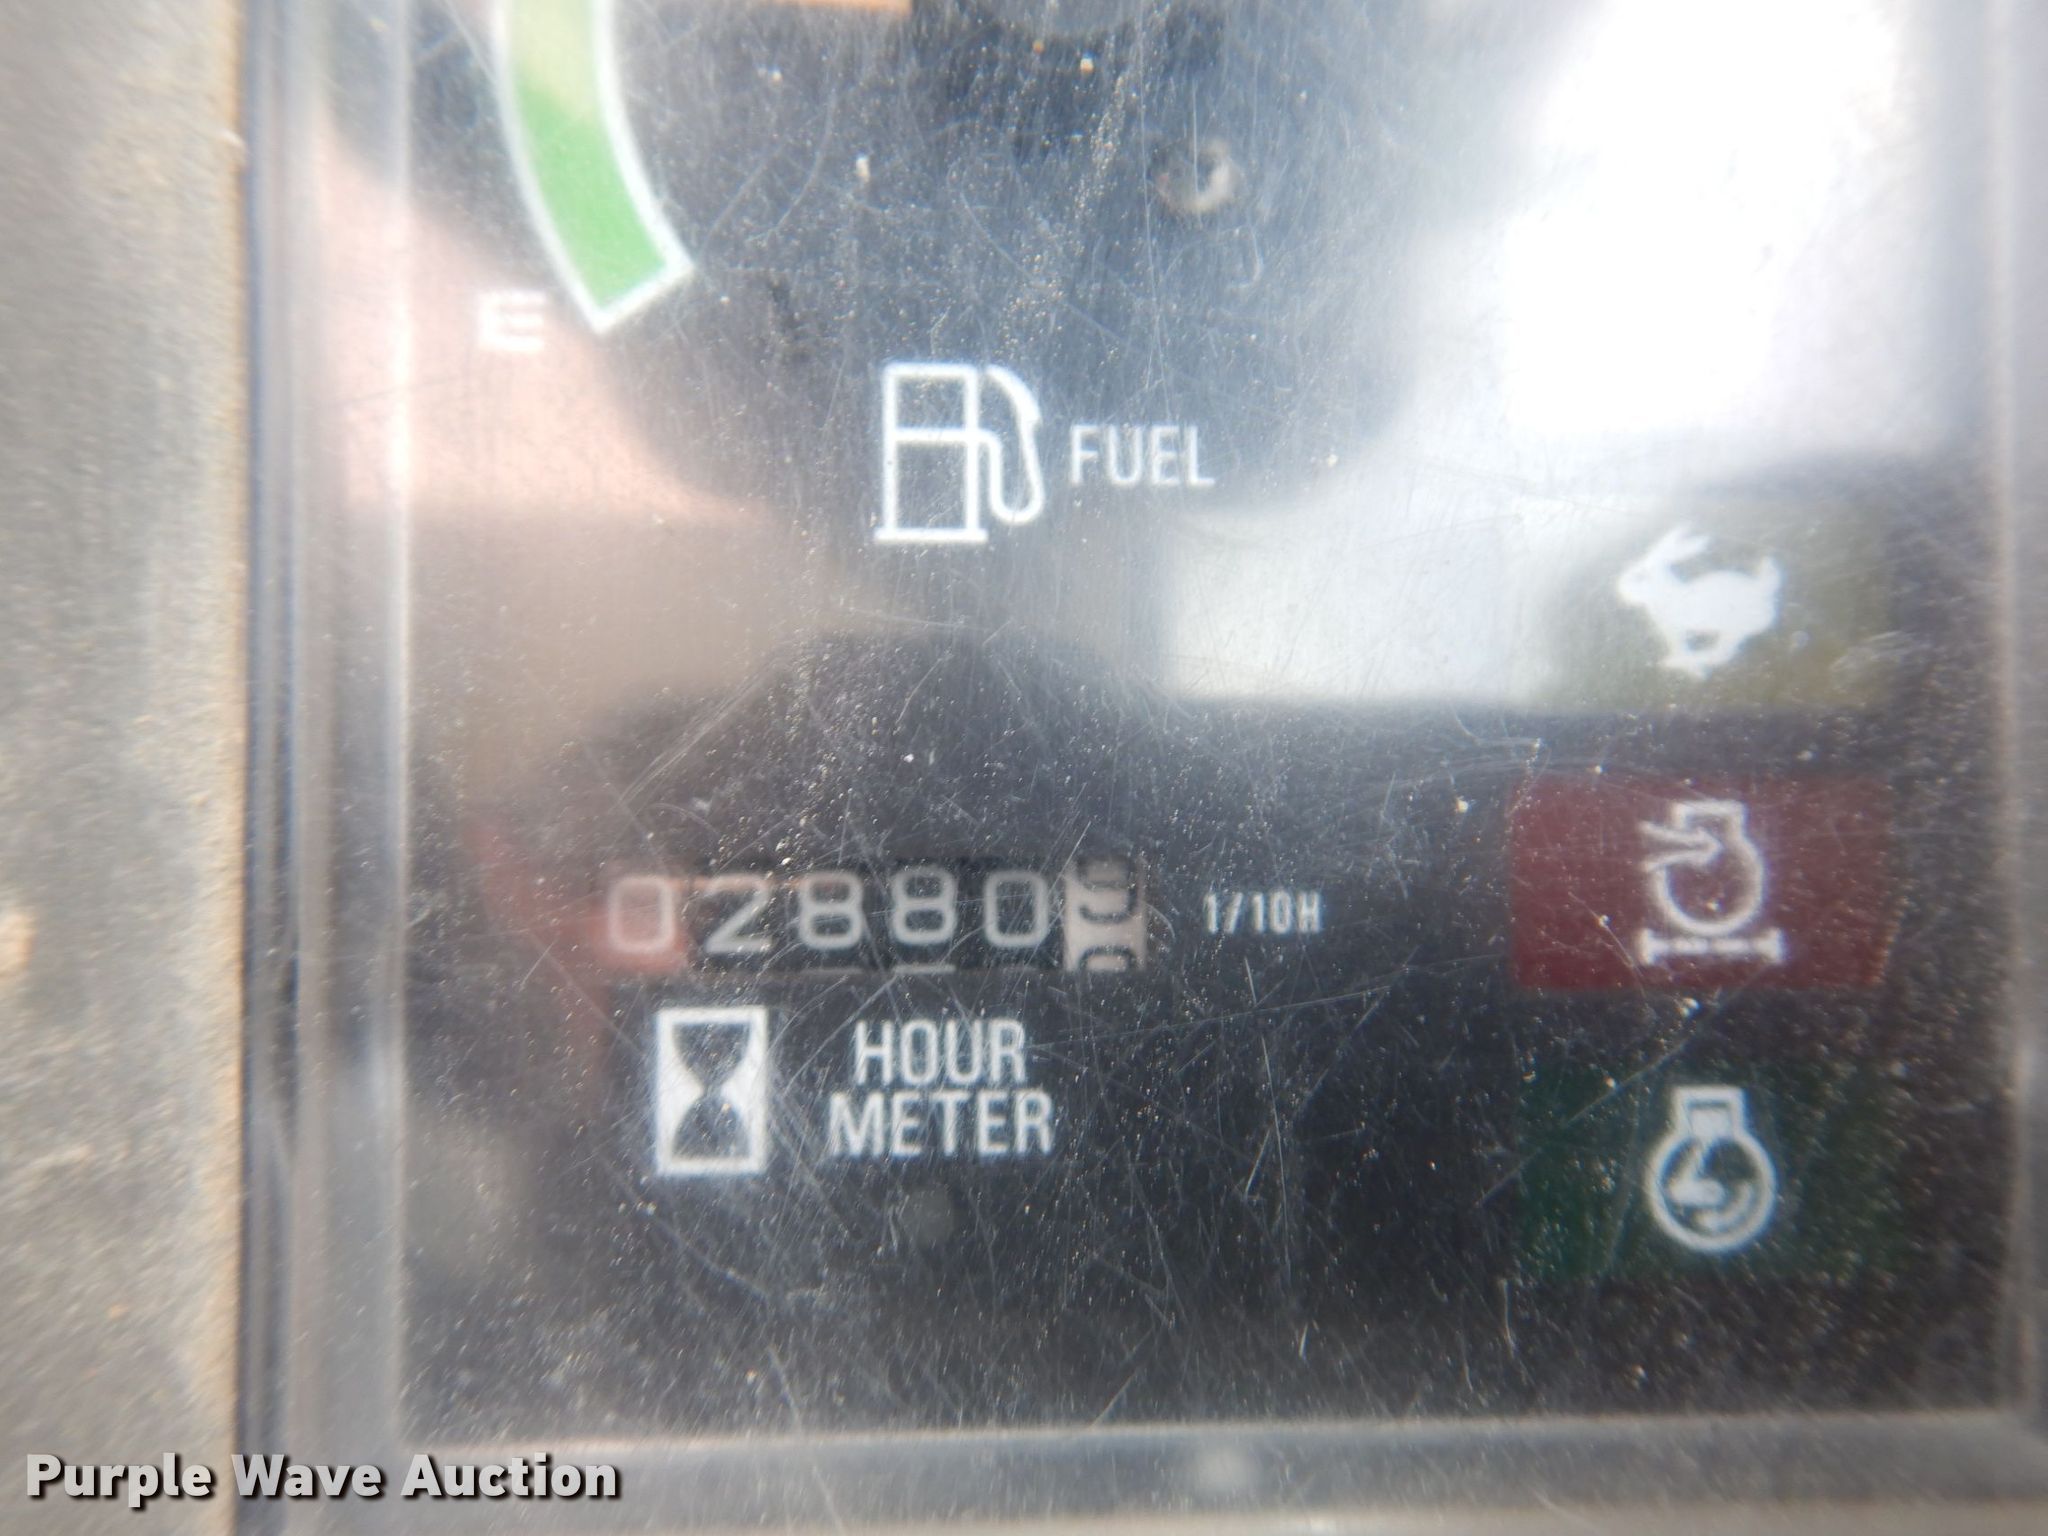 E
FUEL
02880
1/10H
HOUR
METER
Purple Wave Auction